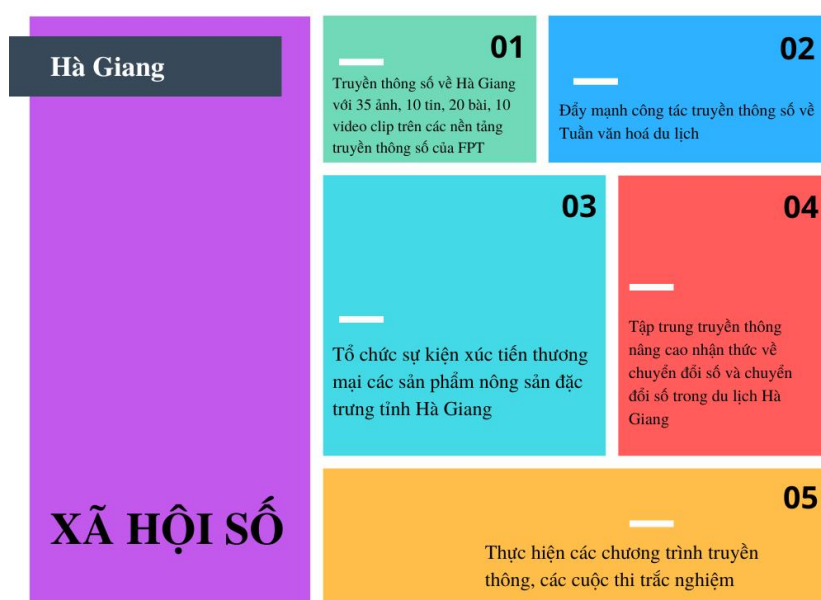 Hà Giang
XÃ HỘI SỐ
01
Truyền thông số về Hà Giang
với 35 ảnh, 10 tin, 20 bài, 10
video clip trên các nền tảng
truyền thông số của FPT
02
Đẩy mạnh công tác truyền thông số về
Tuần văn hoá du lịch
03
Tổ chức sự kiện xúc tiến thương
mại các sản phẩm nông sản đặc
trưng tỉnh Hà Giang
04
Tập trung truyền thông
nâng cao nhận thức về
chuyển đổi số và chuyển
đổi số trong du lịch Hà
Giang
05
Thực hiện các chương trình truyền
thông, các cuộc thi trắc nghiệm